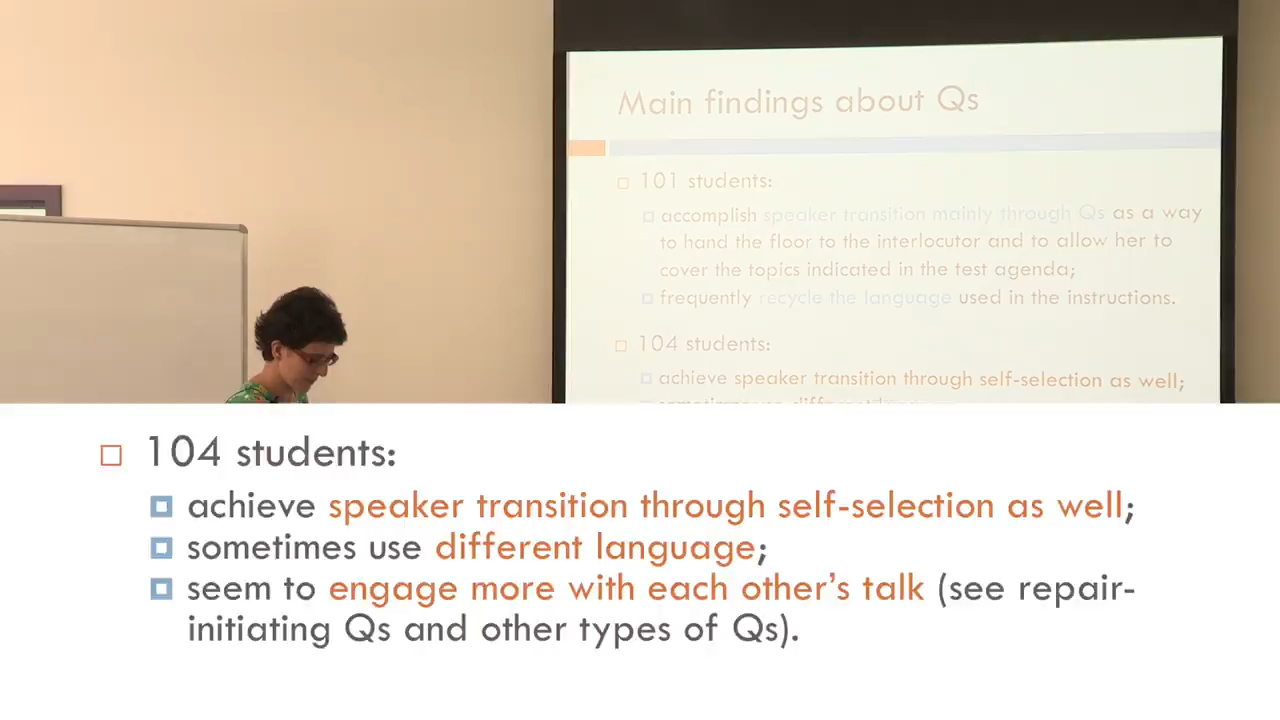 Main findings about Qs
101 students:
accomplish speaker transition mainly through Qs as a way
to hand the floor to the interlocutor and to allow her to
cover the topics indicated in the test agenda;
frequently recycle the language used in the instructions.
104 students:
achieve speaker transition through self-selection as well;
104 students:
achieve speaker transition through self-selection as well;
sometimes use different language;
seem to engage more with each other's talk (see repair-
initiating Qs and other types of Qs).